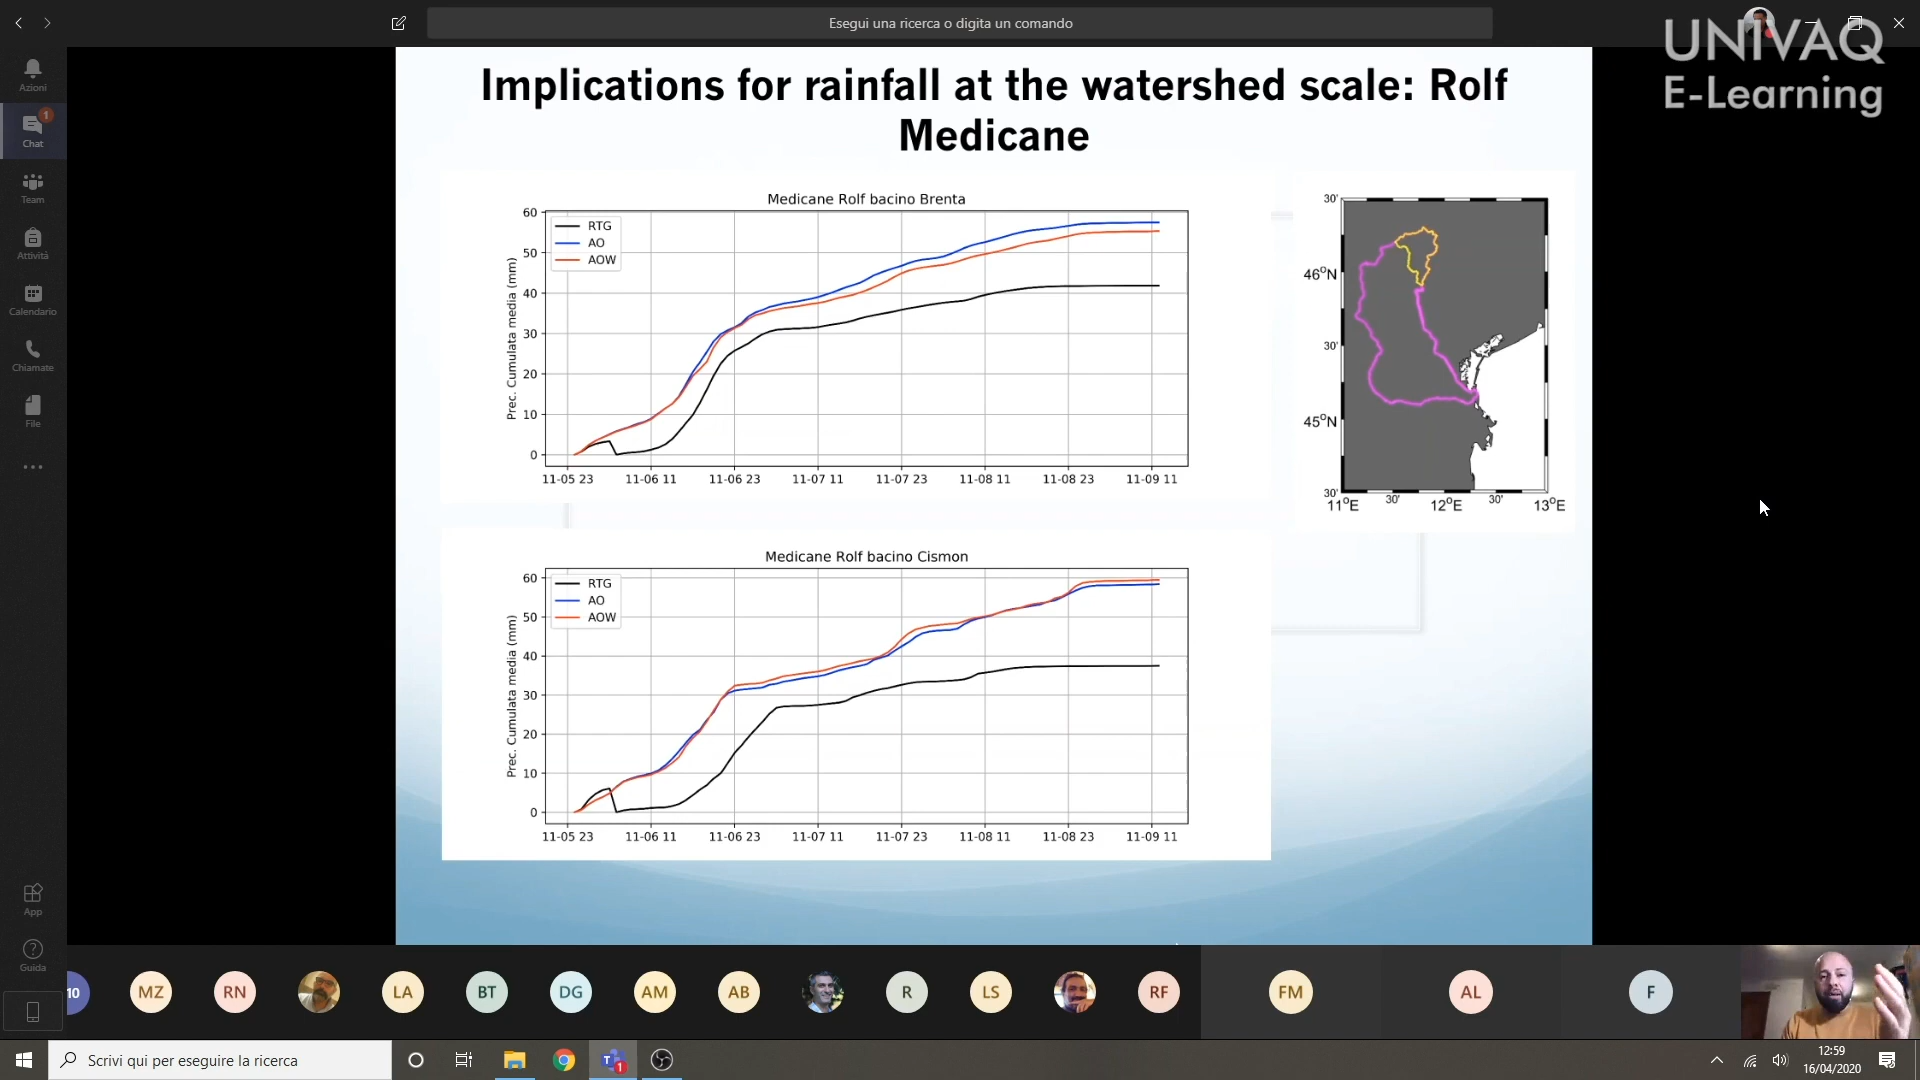 Esegui una ricerca o digita un comando
UNIVAQ
E-Learning
Azioni
1
Chat
Team
Attività
Calendario
Chiamate
File
App
Guida
Implications for rainfall at the watershed scale: Rolf
Medicane
Medicane Rolf bacino Brenta
RTG
AO
AOW
Prec. Cumulata media (mm)
60
50
40
30
20
10
0
11-05 23 11-06 11 11-06 23 11-07 11 11-07 23 11-08 11 11-08 23 11-09 11
30'
46°N
30'
45°N
30'
11°E 30' 12°E 30' 13°E
Medicane Rolf bacino Cismon
RTG
AO
AOW
Prec. Cumulata media (mm)
60
50
40
30
20
10
0
11-05 23 11-06 11 11-06 23 11-07 11 11-07 23 11-08 11 11-08 23 11-09 11
10 MZ RN LA BT DG AM AB R LS RF FM AL F
Scrivi qui per eseguire la ricerca
1
12:59
16/04/2020